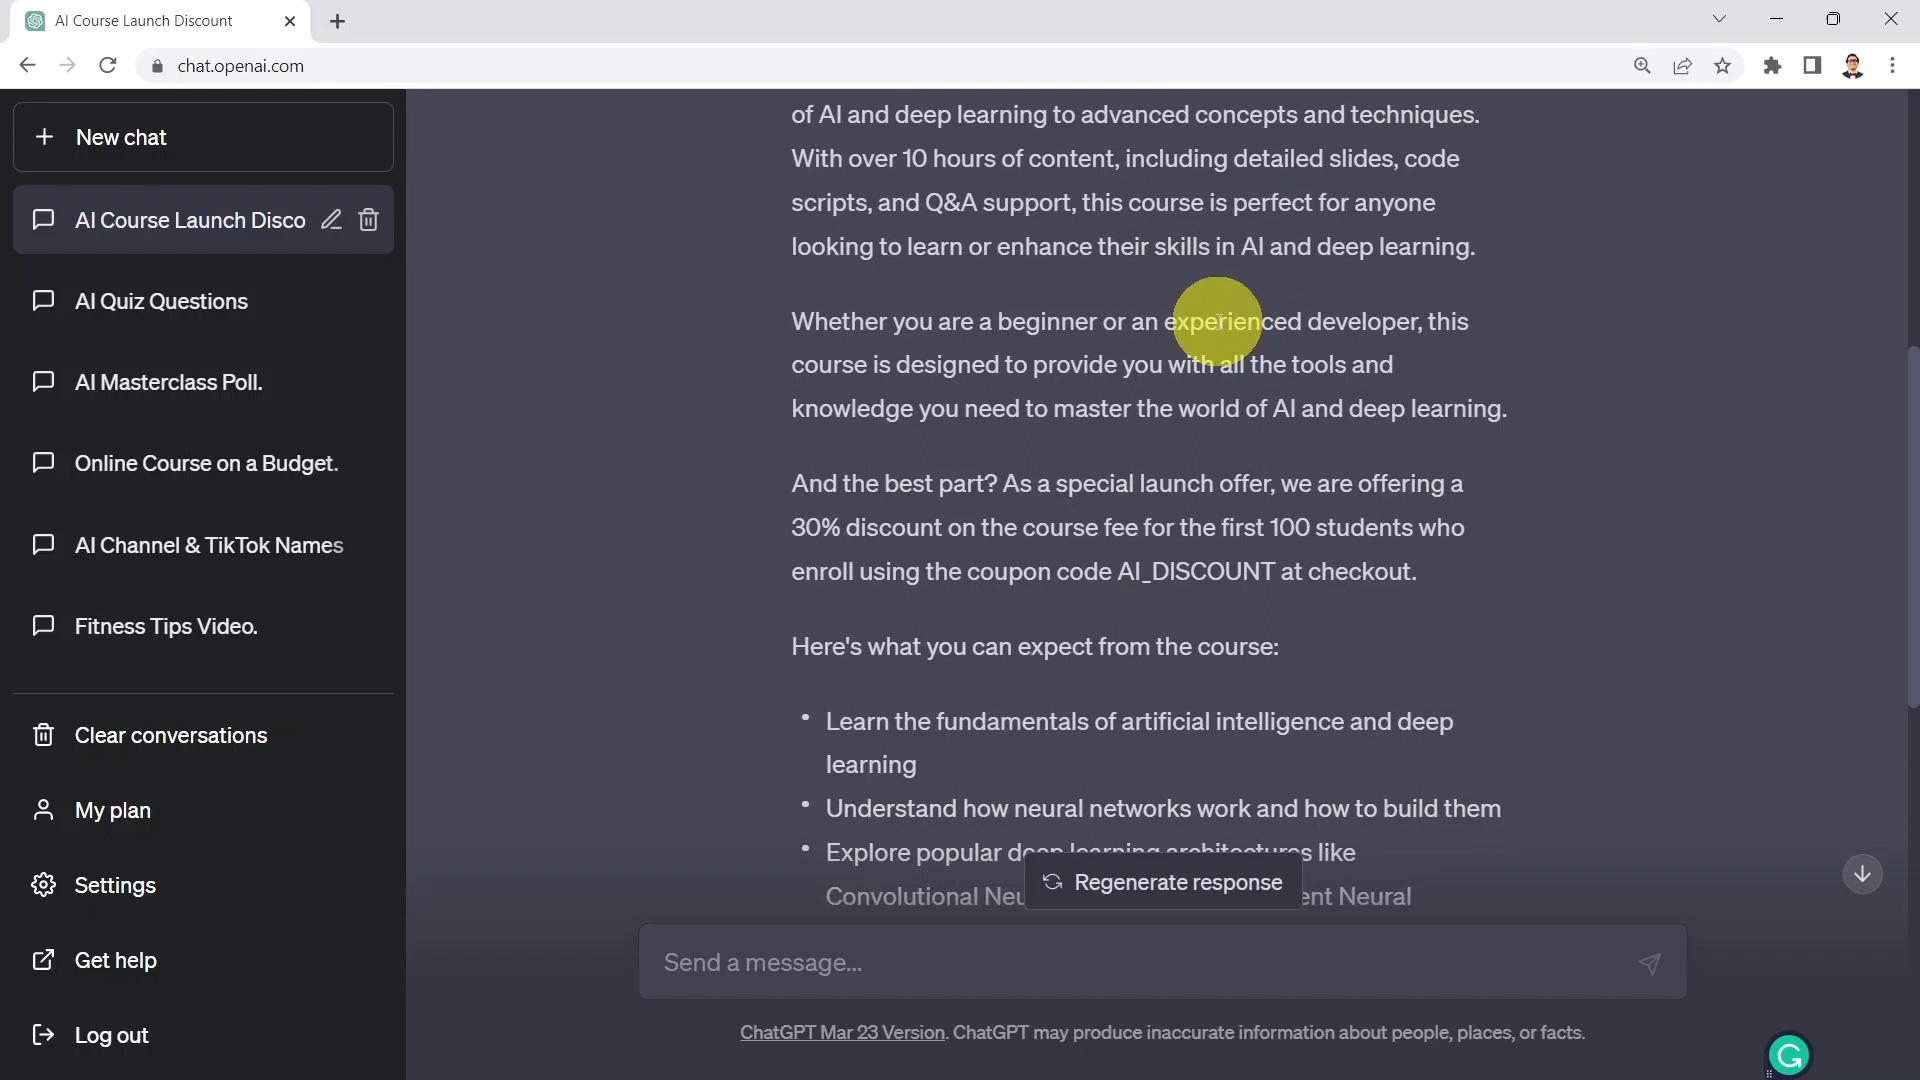 AI Course Launch Discount
chat.openai.com
New chat
AI Course Launch Disco
AI Quiz Questions
AI Masterclass Poll.
Online Course on a Budget.
AI Channel & TikTok Names
Fitness Tips Video.
Clear conversations
My plan
Settings
Get help
Log out
of AI and deep learning to advanced concepts and techniques.
With over 10 hours of content, including detailed slides, code
scripts, and Q&A support, this course is perfect for anyone
looking to learn or enhance their skills in AI and deep learning.
Whether you are a beginner or an experienced developer, this
course is designed to provide you with all the tools and
knowledge you need to master the world of AI and deep learning.
And the best part? As a special launch offer, we are offering a
30% discount on the course fee for the first 100 students who
enroll using the coupon code AI_DISCOUNT at checkout.
Here's what you can expect from the course:
• Learn the fundamentals of artificial intelligence and deep
learning
• Understand how neural networks work and how to build them
• Explore popular deep learning architectures like
Convolutional Neu ent Neural
Regenerate response
Send a message...
ChatGPT Mar 23 Version. ChatGPT may produce inaccurate information about people, places, or facts.